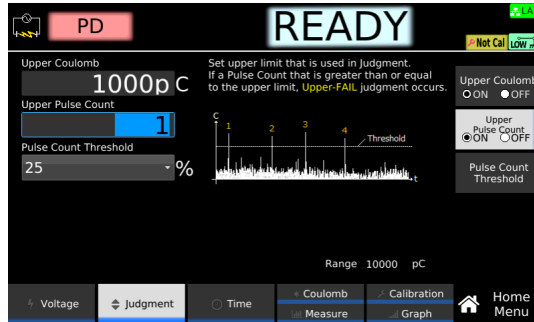 PD
READY
LA
Not Cal
LOW
Upper Coulomb
1000p C
Upper Pulse Count
1
Pulse Count Threshold
25 %
Set upper limit that is used in Judgment.
If a Pulse Count that is greater than or equal
to the upper limit, Upper-FAIL judgment occurs.
C
1 2 3 4
Threshold
t
Range 10000 pC
Upper Coulomb
ON OFF
Upper
Pulse Count
ON OFF
Pulse Count
Threshold
Voltage
Judgment
Time
Coulomb
Measure
Calibration
Graph
Home
Menu